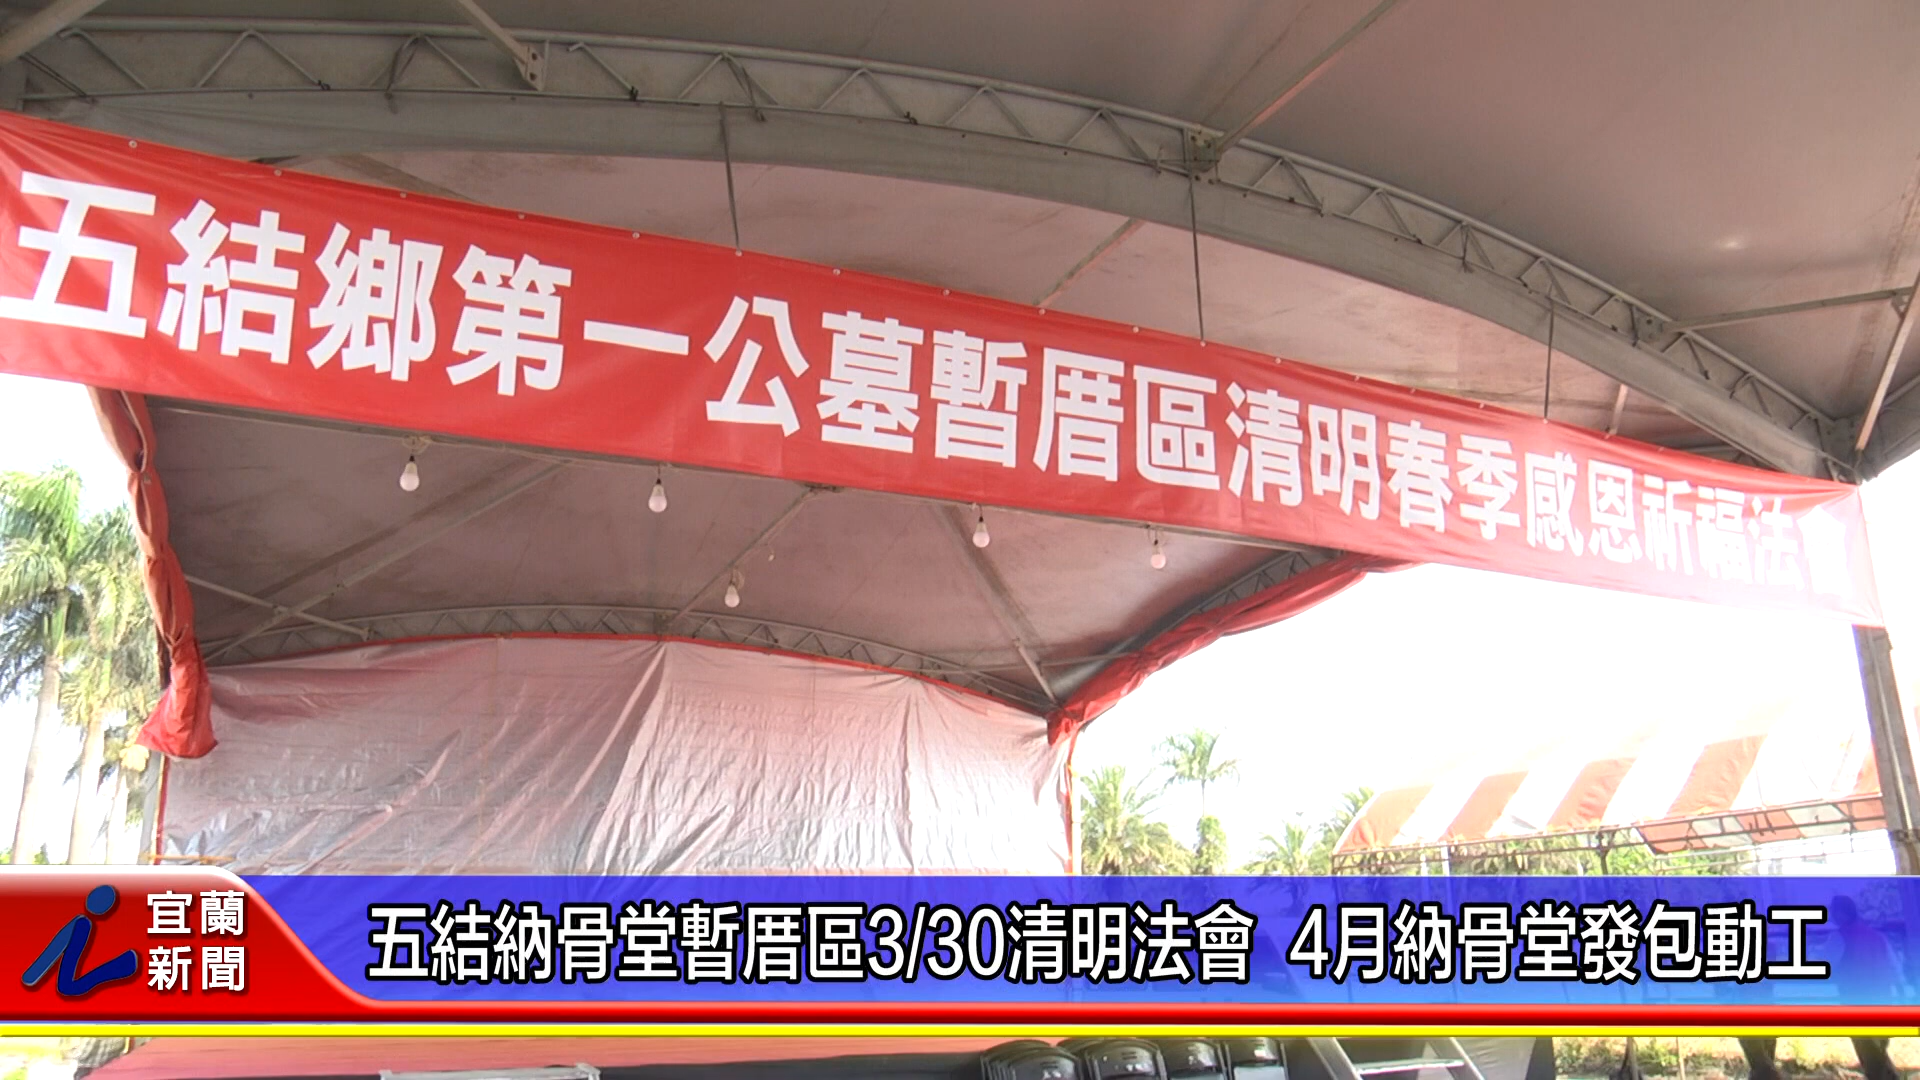 五結鄉第一公墓暫厝區清明春季感恩祈福法會
宜蘭
新聞
五結納骨堂暫厝區3/30清明法會 4月納骨堂發包動工